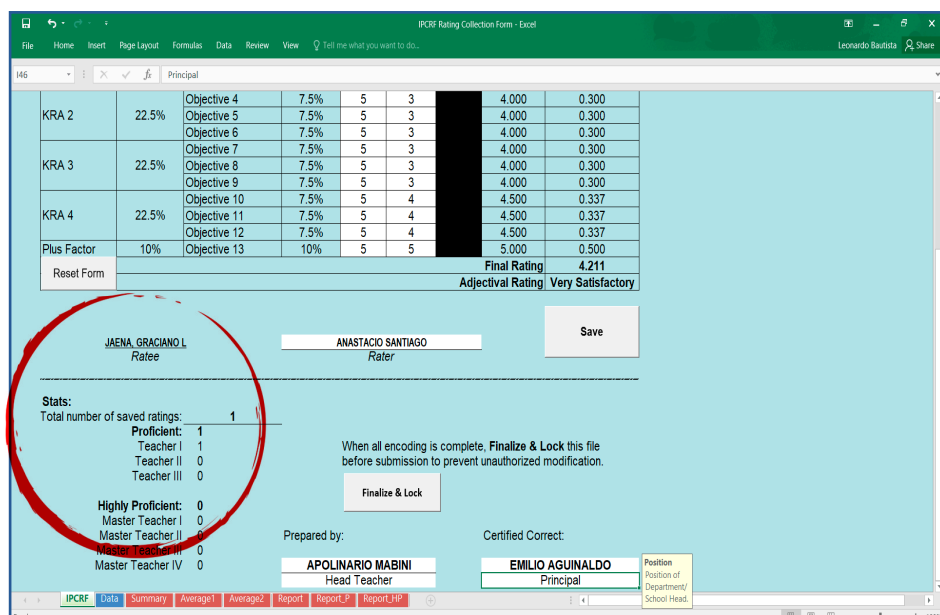 IPCRF Rating Collection Form - Excel
File Home Insert Page Layout Formulas Data Review View Tell me what you want to do... Leonardo Bautista Share
I46 fx Principal
Objective 4 7.5% 5 3 4.000 0.300
KRA 2 22.5% Objective 5 7.5% 5 3 4.000 0.300
Objective 6 7.5% 5 3 4.000 0.300
Objective 7 7.5% 5 3 4.000 0.300
KRA 3 22.5% Objective 8 7.5% 5 3 4.000 0.300
Objective 9 7.5% 5 3 4.000 0.300
Objective 10 7.5% 5 4 4.500 0.337
KRA 4 22.5% Objective 11 7.5% 5 4 4.500 0.337
Objective 12 7.5% 5 4 4.500 0.337
Plus Factor 10% Objective 13 10% 5 5 5.000 0.500
Reset Form Final Rating 4.211
Adjectival Rating Very Satisfactory
Save
JAENA, GRACIANO L ANASTACIO SANTIAGO
Ratee Rater
Stats:
Total number of saved ratings: 1
Proficient: 1
Teacher I 1
Teacher II 0
Teacher III 0
When all encoding is complete, Finalize & Lock this file
before submission to prevent unauthorized modification.
Finalize & Lock
Highly Proficient: 0
Master Teacher I 0
Master Teacher II 0
Master Teacher III 0
Master Teacher IV 0
Prepared by: Certified Correct:
APOLINARIO MABINI EMILIO AGUINALDO
Head Teacher Principal
Position
Position of
Department/
School Head.
IPCRF Data Summary Average1 Average2 Report Report_P Report_HP